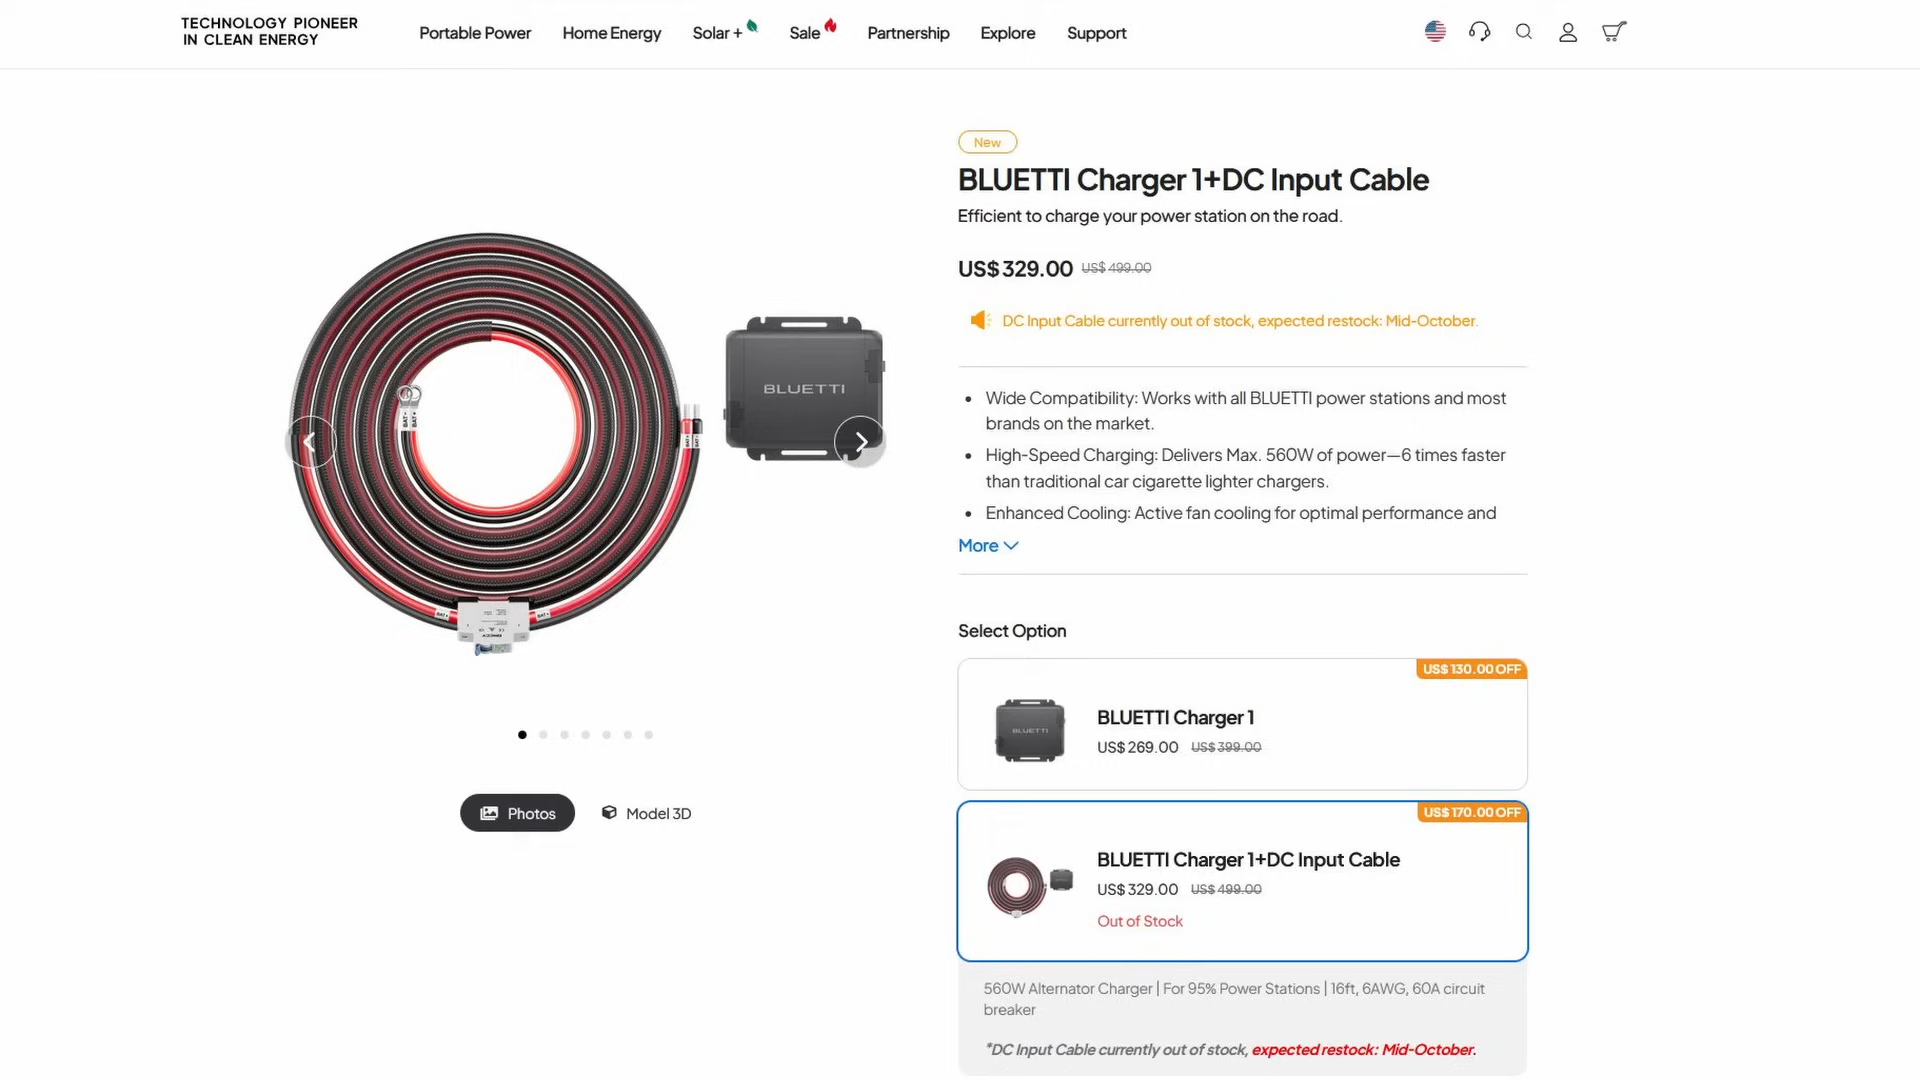 TECHNOLOGY PIONEER
IN CLEAN ENERGY
Portable Power
Home Energy
Solar +
Sale
Partnership
Explore
Support
New
BLUETTI Charger 1+DC Input Cable
Efficient to charge your power station on the road.
US$329.00 US$499.00
DC Input Cable currently out of stock, expected restock: Mid-October.
• Wide Compatibility: Works with all BLUETTI power stations and most
brands on the market.
• High-Speed Charging: Delivers Max. 560W of power—6 times faster
than traditional car cigarette lighter chargers.
• Enhanced Cooling: Active fan cooling for optimal performance and
More
BLUETTI
BAT+
BAT+
Photos
Model 3D
Select Option
US$130.00 OFF
BLUETTI
BLUETTI Charger 1
US$269.00 US$399.00
US$170.00 OFF
BLUETTI Charger 1+DC Input Cable
US$329.00 US$499.00
Out of Stock
560W Alternator Charger | For 95% Power Stations | 16ft, 6AWG, 60A circuit
breaker
*DC Input Cable currently out of stock, expected restock: Mid-October.